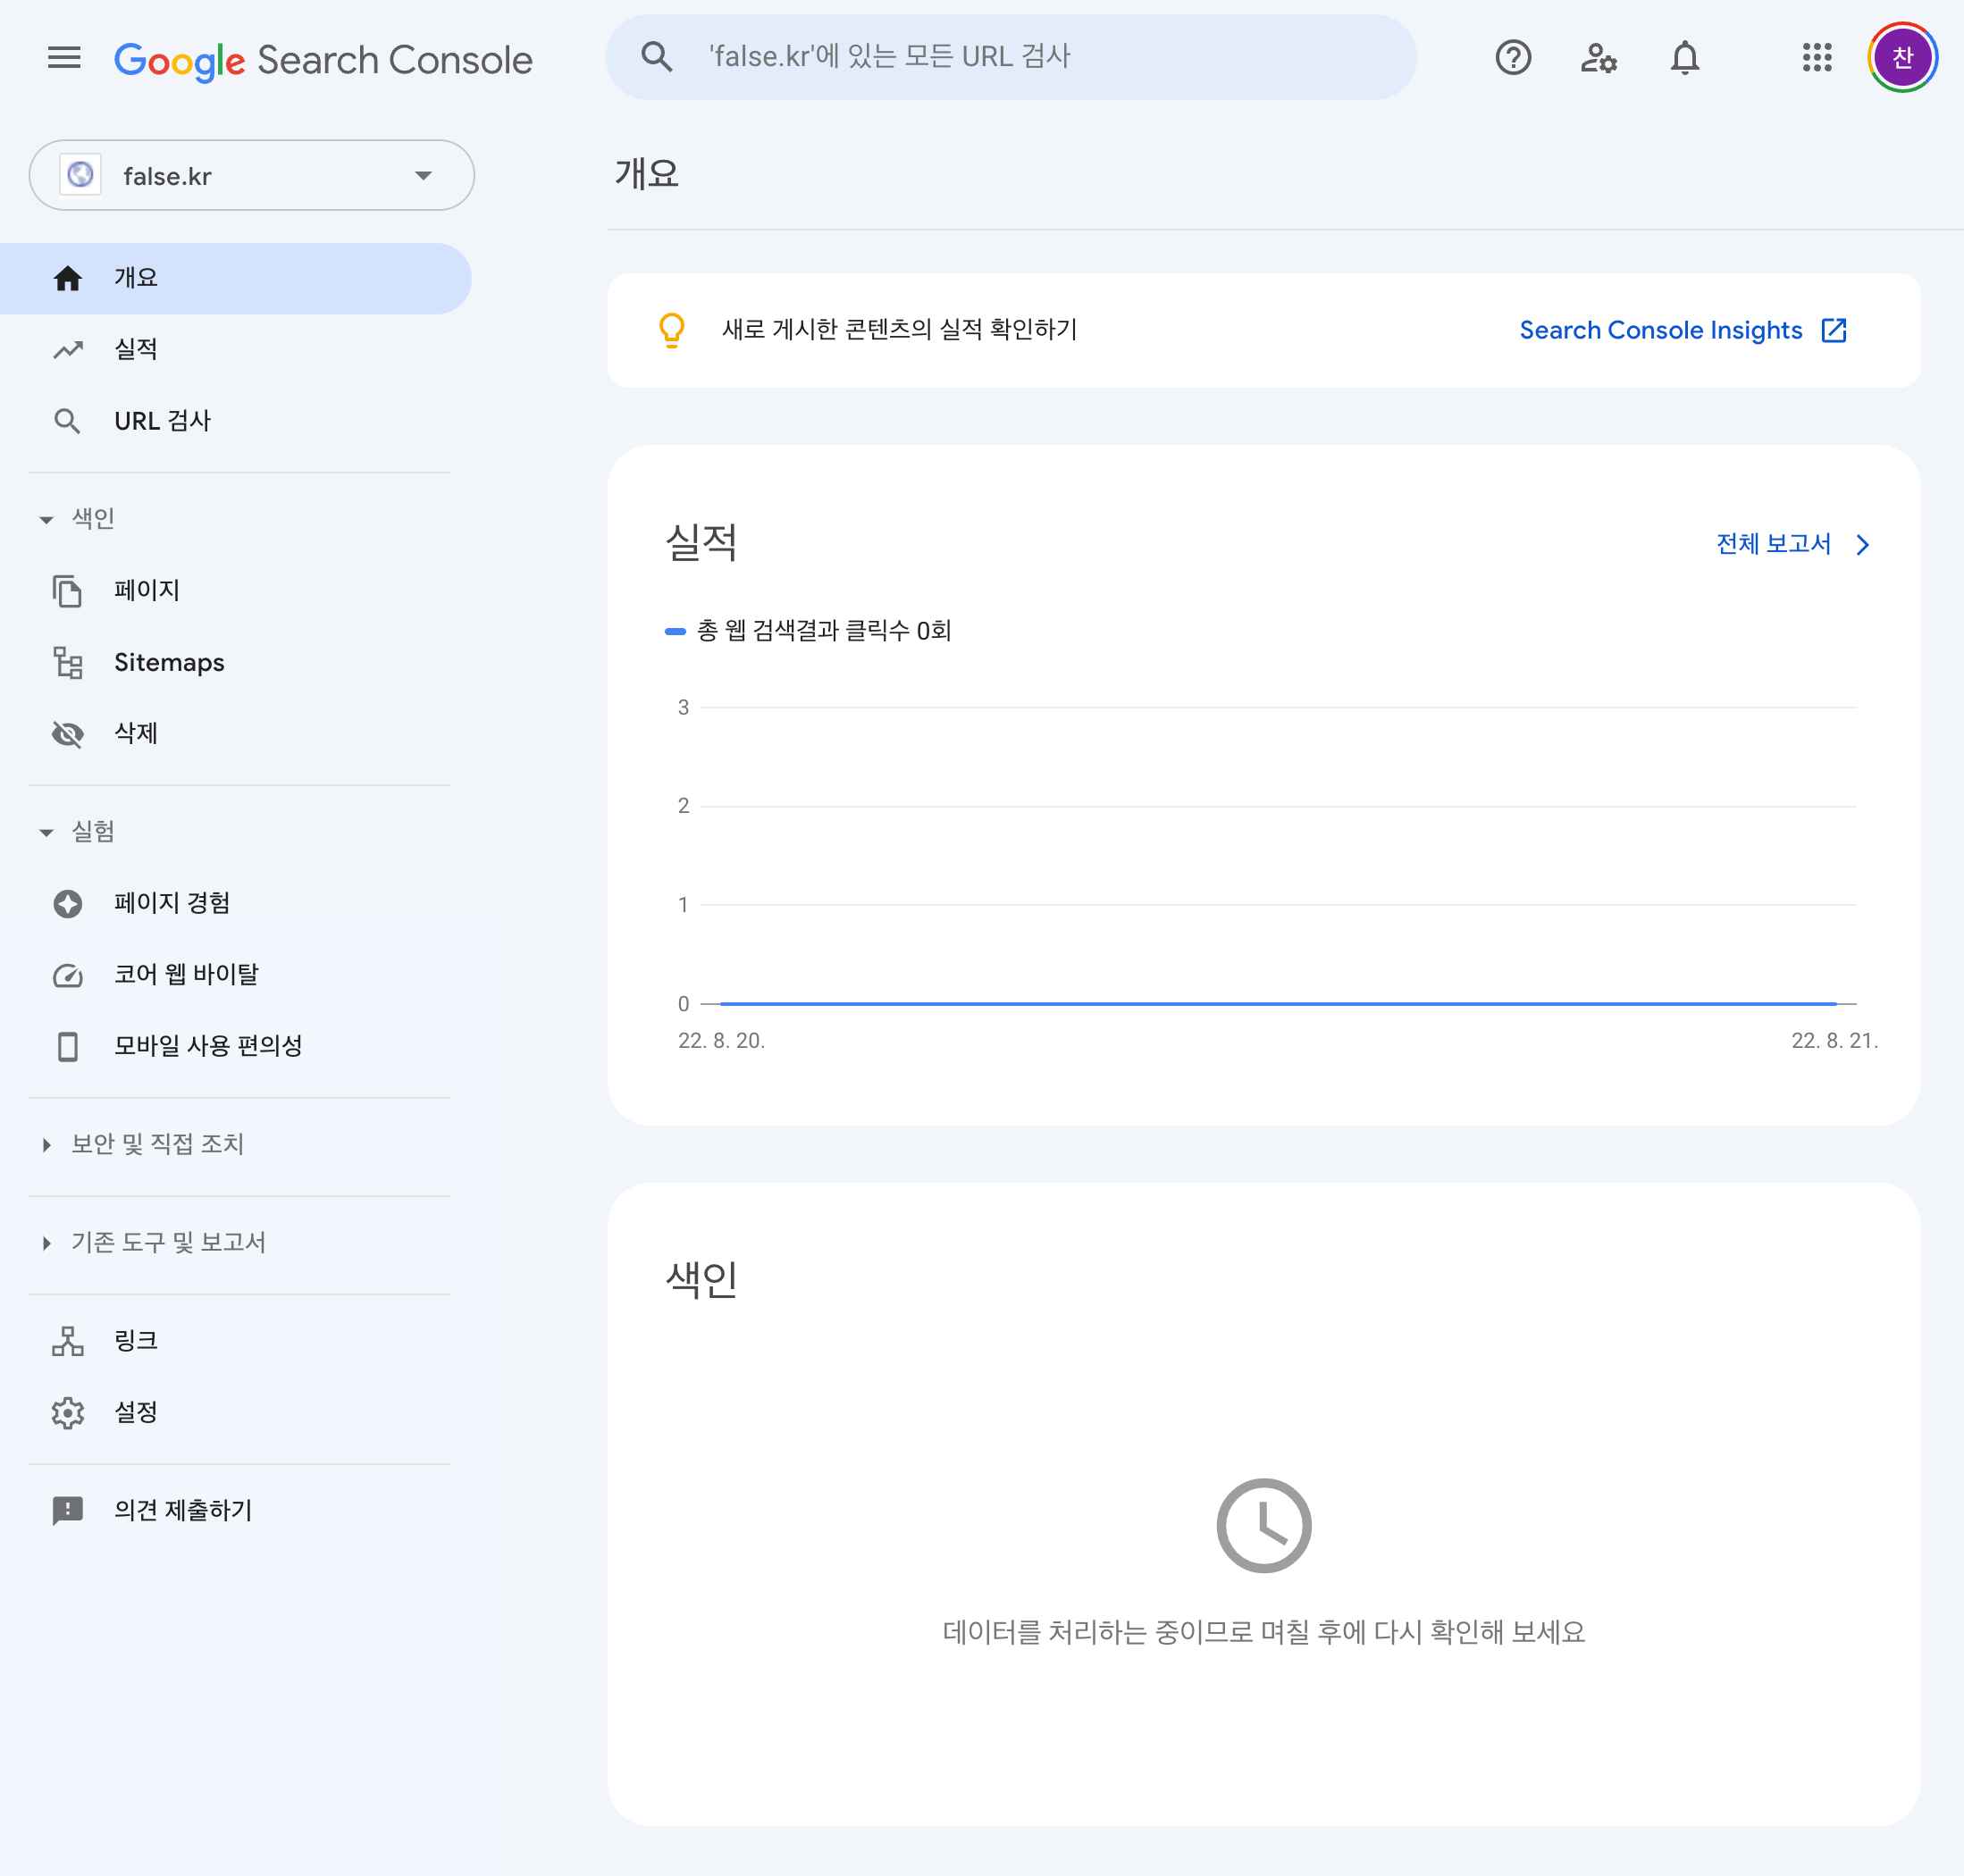 Google Search Console
'false.kr'에 있는 모든 URL 검사
찬
false.kr
개요
실적
URL 검사
색인
페이지
Sitemaps
삭제
실험
페이지 경험
코어 웹 바이탈
모바일 사용 편의성
보안 및 직접 조치
기존 도구 및 보고서
링크
설정
의견 제출하기
개요
새로 게시한 콘텐츠의 실적 확인하기
Search Console Insights
실적
전체 보고서
총 웹 검색결과 클릭수 0회
3
2
1
0
22. 8. 20.
22. 8. 21.
색인
데이터를 처리하는 중이므로 며칠 후에 다시 확인해 보세요